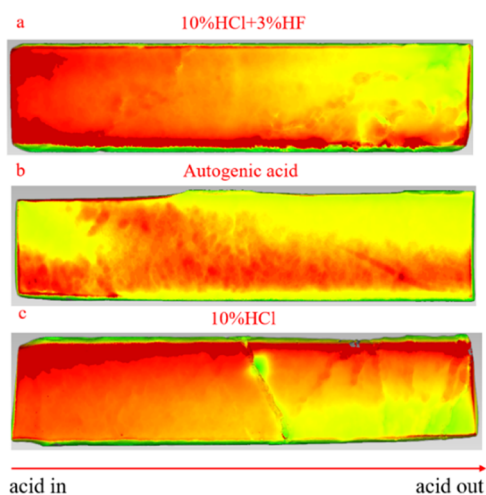 a
10%HCl+3%HF
b
Autogenic acid
c
10%HCl
acid in
acid out